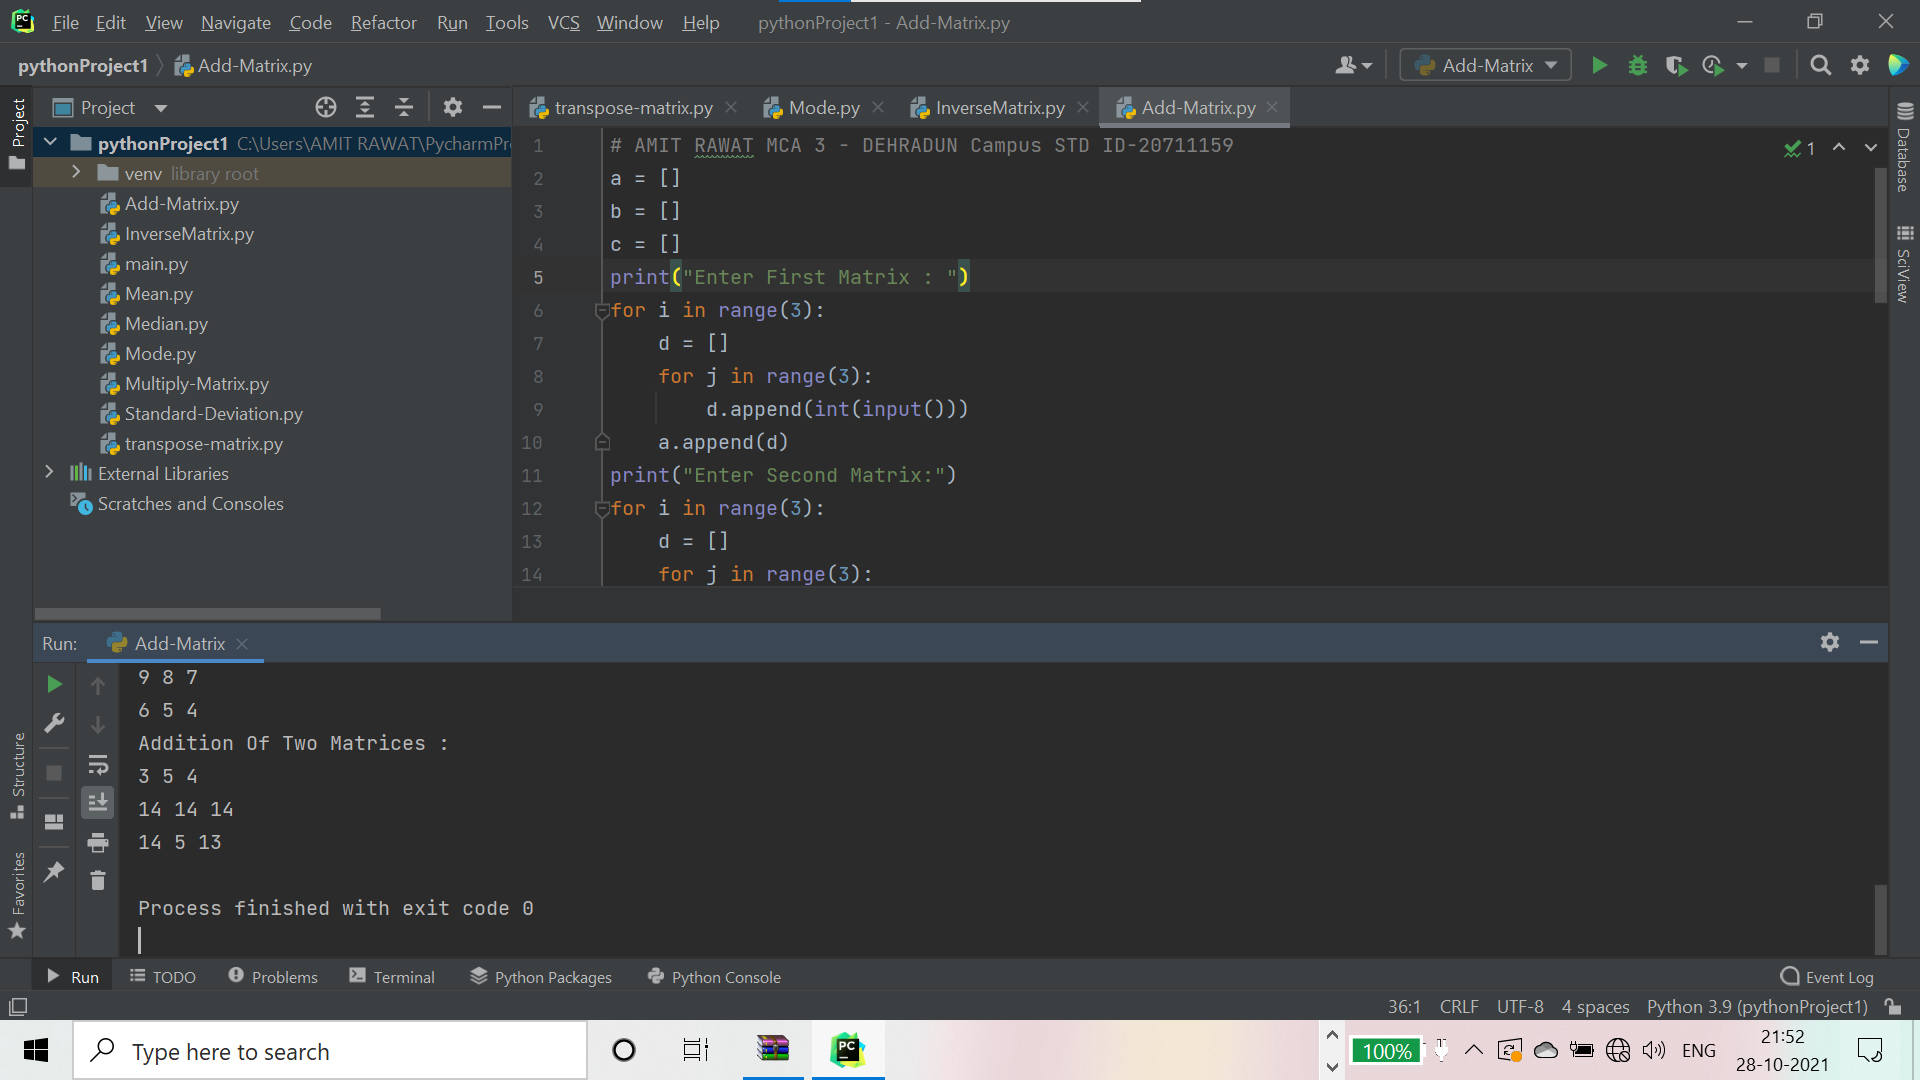 File Edit View Navigate Code Refactor Run Tools VCS Window Help pythonProject1 - Add-Matrix.py
pythonProject1 Add-Matrix.py Add-Matrix
Project
Project
pythonProject1 C:\Users\AMIT RAWAT\PycharmPr
venv library root
Add-Matrix.py
InverseMatrix.py
main.py
Mean.py
Median.py
Mode.py
Multiply-Matrix.py
Standard-Deviation.py
transpose-matrix.py
External Libraries
Scratches and Consoles
transpose-matrix.py Mode.py InverseMatrix.py Add-Matrix.py
1 # AMIT RAWAT MCA 3 - DEHRADUN Campus STD ID-20711159
2 a = []
3 b = []
4 c = []
5 print("Enter First Matrix : ")
6 for i in range(3):
7 d = []
8 for j in range(3):
9 d.append(int(input()))
10 a.append(d)
11 print("Enter Second Matrix:")
12 for i in range(3):
13 d = []
14 for j in range(3):
1
Database
SciView
Run: Add-Matrix
9 8 7
6 5 4
Addition Of Two Matrices :
3 5 4
14 14 14
14 5 13
Process finished with exit code 0
Structure
Favorites
Run TODO Problems Terminal Python Packages Python Console Event Log
36:1 CRLF UTF-8 4 spaces Python 3.9 (pythonProject1)
Type here to search
PC
100%
ENG
21:52
28-10-2021